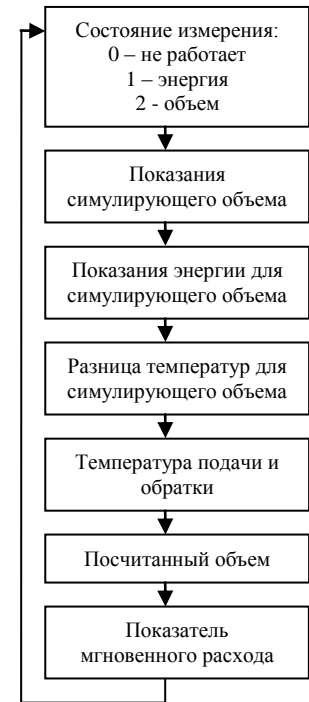 Состояние измерения:
0 – не работает
1 – энергия
2 - объем
Показания
симулирующего объема
Показания энергии для
симулирующего объема
Разница температур для
симулирующего объема
Температура подачи и
обратки
Посчитанный объем
Показатель
мгновенного расхода